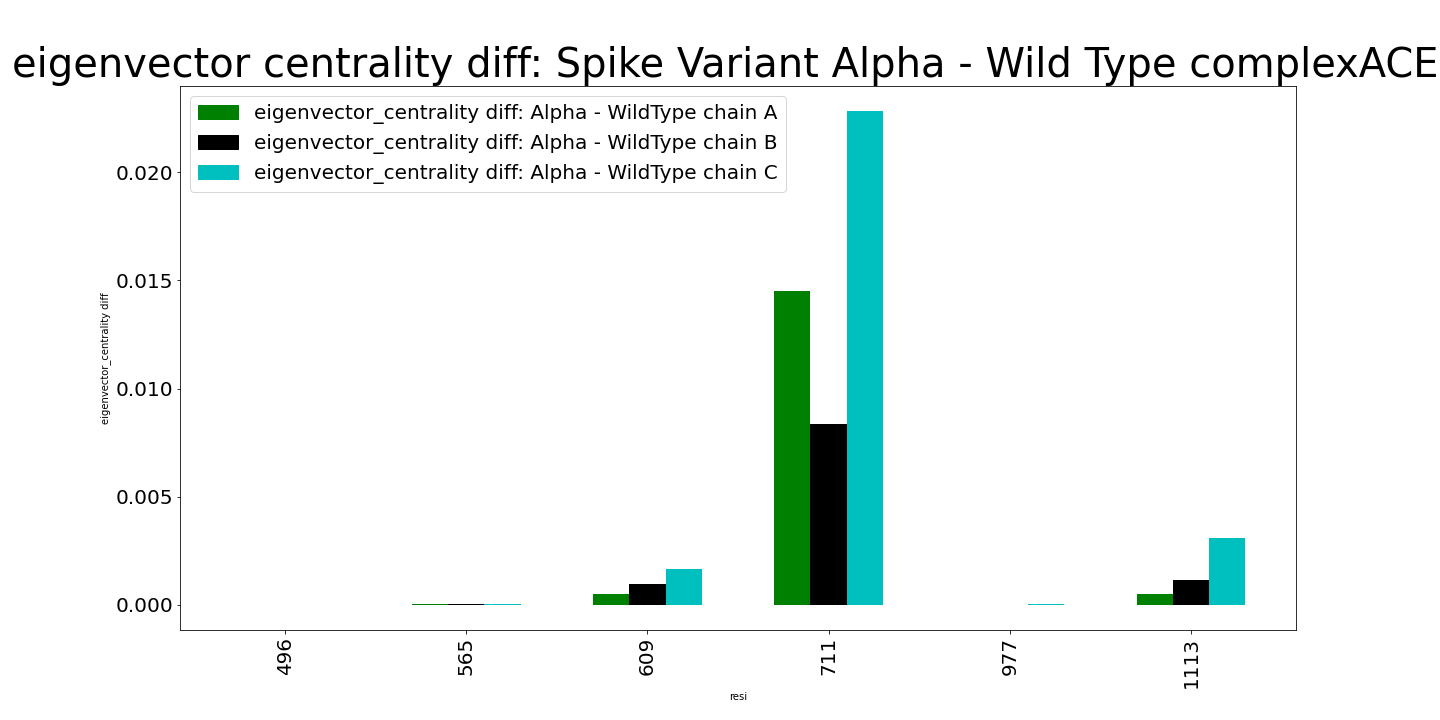 eigenvector centrality diff: Spike Variant Alpha - Wild Type complexACE
eigenvector_centrality diff: Alpha - WildType chain A
eigenvector_centrality diff: Alpha - WildType chain B
eigenvector_centrality diff: Alpha - WildType chain C
eigenvector_centrality diff
0.020
0.015
0.010
0.005
0.000
496
565
609
711
977
1113
resi